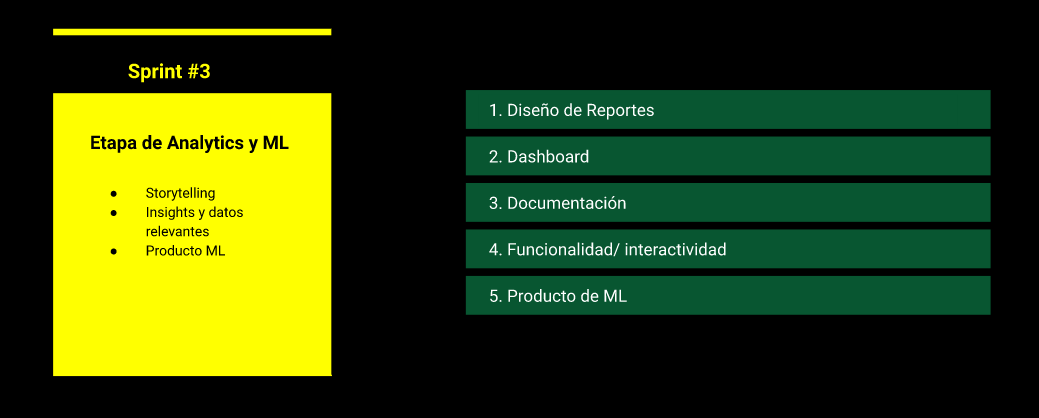 Sprint #3
Etapa de Analytics y ML
● Storytelling
● Insights y datos
relevantes
● Producto ML
1. Diseño de Reportes
2. Dashboard
3. Documentación
4. Funcionalidad/ interactividad
5. Producto de ML